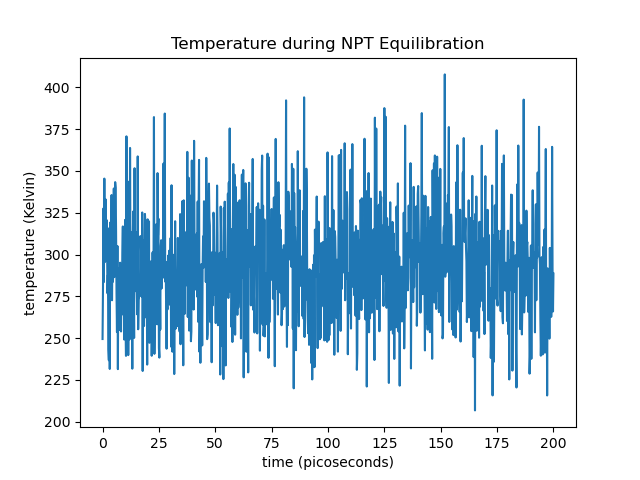 Temperature during NPT Equilibration
temperature (Kelvin)
400
375
350
325
300
275
250
225
200
0 25 50 75 100 125 150 175 200
time (picoseconds)